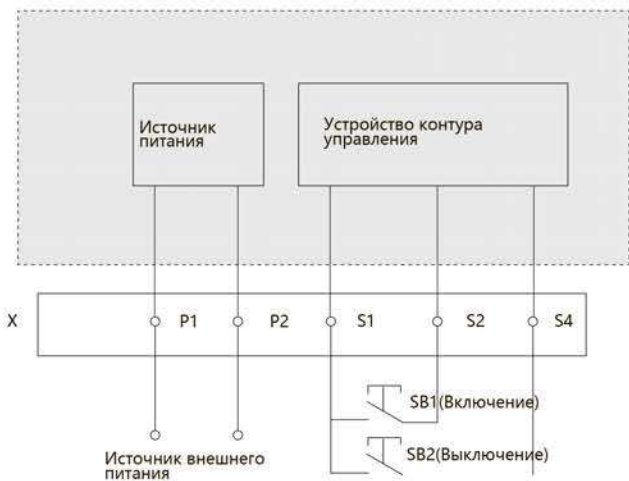 Источник
питания
Устройство контура
управления
X P1 P2 S1 S2 S4
SB1(Включение)
SB2(Выключение)
Источник внешнего
питания